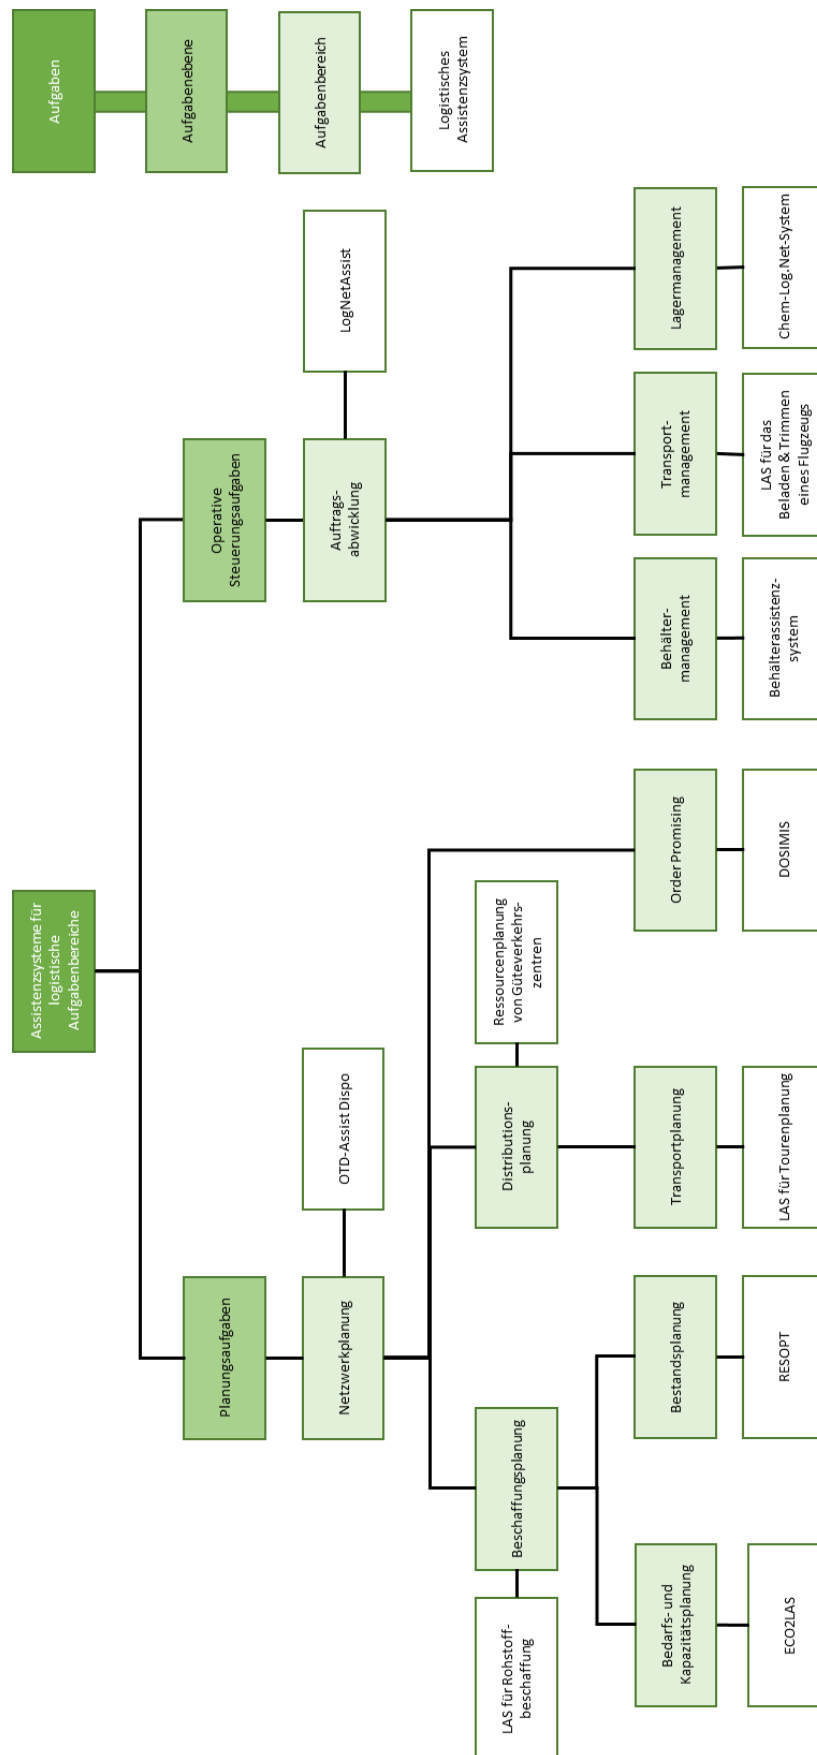 Assistenzsysteme für
logistische
Aufgabenbereiche
Aufgaben
Aufgabenebene
Aufgabenbereich
Logistisches
Assistenzsystem
Planungsaufgaben
Operative
Steuerungsaufgaben
Netzwerkplanung
OTD-Assist Dispo
Auftrags-
abwicklung
LogNetAssist
LAS für Rohstoff-
beschaffung
Beschaffungsplanung
Distributions-
planung
Ressourcenplanung
von Güteverkehrs-
zentren
Bedarfs- und
Kapazitätsplanung
Bestandsplanung
Transportplanung
Order Promising
Behälter-
management
Transport-
management
Lagermanagement
ECO2LAS
RESOPT
LAS für Tourenplanung
DOSIMIS
Behälterassistenz-
system
LAS für das
Beladen & Trimmen
eines Flugzeugs
Chem-Log.Net-System